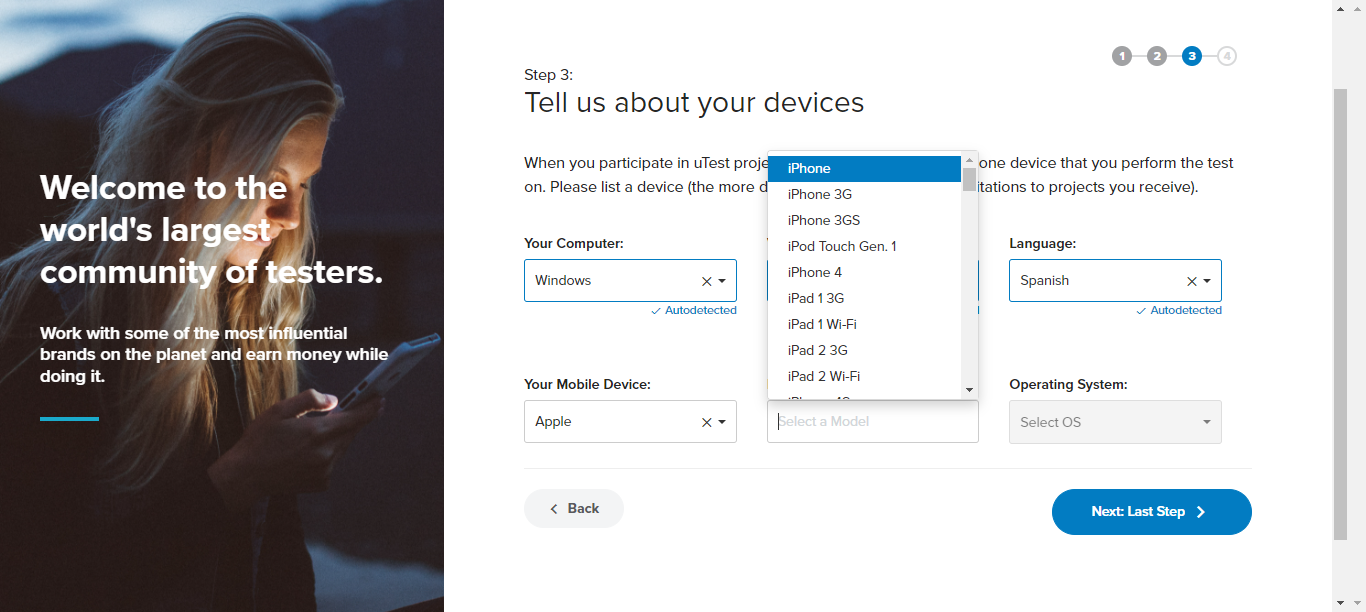 Welcome to the
world's largest
community of testers.
Work with some of the most influential
brands on the planet and earn money while
doing it.
1 2 3 4
Step 3:
Tell us about your devices
When you participate in uTest one device that you perform the test
on. Please list a device (the more to projects you receive).
Your Computer:
Windows
Autodetected
Language:
Spanish
Autodetected
iPhone
iPhone 3G
iPhone 3GS
iPod Touch Gen. 1
iPhone 4
iPad 1 3G
iPad 1 Wi-Fi
iPad 2 3G
iPad 2 Wi-Fi
Your Mobile Device:
Apple
Select a Model
Operating System:
Select OS
Back
Next: Last Step